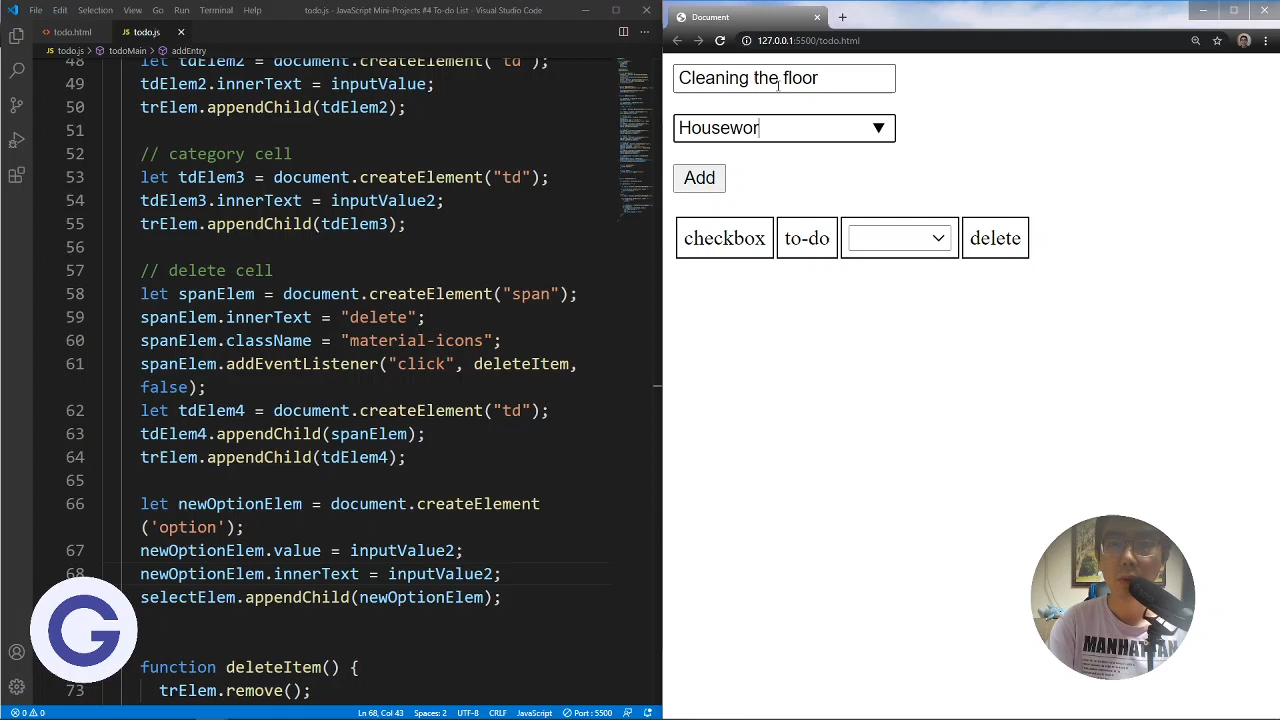 File Edit Selection View Go Run Terminal Help todo.js - JavaScript Mini-Projects #4 To-do List - Visual Studio Code
todo.html todo.js
todo.js > todoMain > addEntry
48
49 tdElem2.innerText = inputValue;
50 trElem.appendChild(tdElem2);
51
52 //
53 let tdElem3 = document.createElement("td");
54 tdElem3.innerText = inputValue2;
55 trElem.appendChild(tdElem3);
56
57 // delete cell
58 let spanElem = document.createElement("span");
59 spanElem.innerText = "delete";
60 spanElem.className = "material-icons";
61 spanElem.addEventListener("click", deleteItem,
false);
62 let tdElem4 = document.createElement("td");
63 tdElem4.appendChild(spanElem);
64 trElem.appendChild(tdElem4);
65
66 let newOptionElem = document.createElement
('option');
67 newOptionElem.value = inputValue2;
68 newOptionElem.innerText = inputValue2;
selectElem.appendChild(newOptionElem);
function deleteItem() {
73 trElem.remove();
0 0 Ln 68, Col 43 Spaces: 2 UTF-8 CRLF JavaScript Port : 5500
Document
127.0.0.1:5500/todo.html
Cleaning the floor
Housewor
Add
checkbox to-do delete
G
MANHATTAN